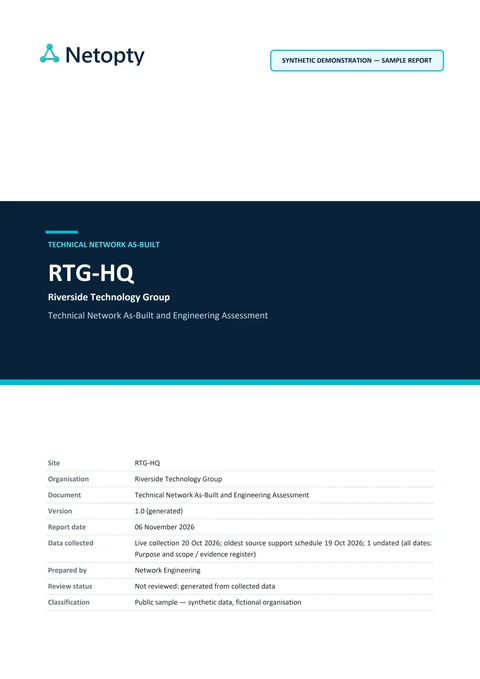 Netopty
SYNTHETIC DEMONSTRATION — SAMPLE REPORT
TECHNICAL NETWORK AS-BUILT
RTG-HQ
Riverside Technology Group
Technical Network As-Built and Engineering Assessment
Site RTG-HQ
Organisation Riverside Technology Group
Document Technical Network As-Built and Engineering Assessment
Version 1.0 (generated)
Report date 06 November 2026
Data collected Live collection 20 Oct 2026; oldest source support schedule 19 Oct 2026; 1 undated (all dates:
Purpose and scope / evidence register)
Prepared by Network Engineering
Review status Not reviewed: generated from collected data
Classification Public sample — synthetic data, fictional organisation